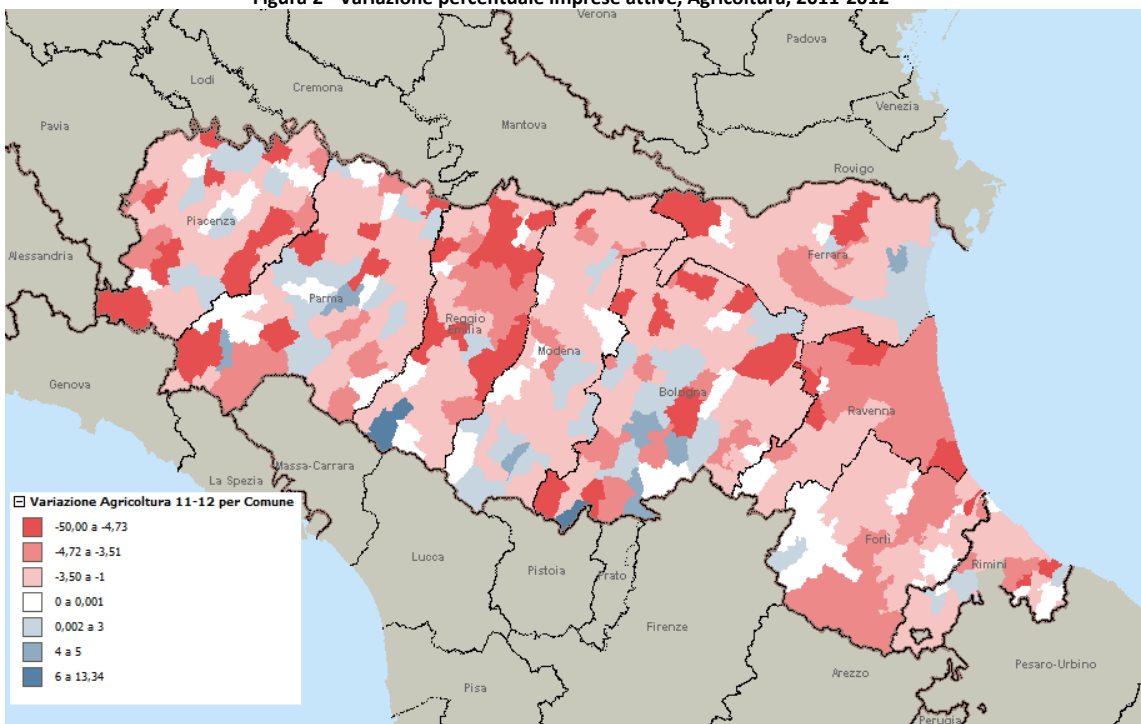 Figura 2 - Variazione percentuale imprese attive, Agricoltura, 2011-2012
Verona
Padova
Lodi
Cremona
Venezia
Pavia
Mantova
Rovigo
Piacenza
Ferrara
Alessandria
Parma
Reggio
Emilia
Modena
Genova
Bologna
Ravenna
Massa-Carrara
La Spezia
Forlì
Lucca
Pistoia
Prato
Rimini
Firenze
Arezzo
Pesaro-Urbino
Pisa
Perugia
Variazione Agricoltura 11-12 per Comune
-50,00 a -4,73
-4,72 a -3,51
-3,50 a -1
0 a 0,001
0,002 a 3
4 a 5
6 a 13,34